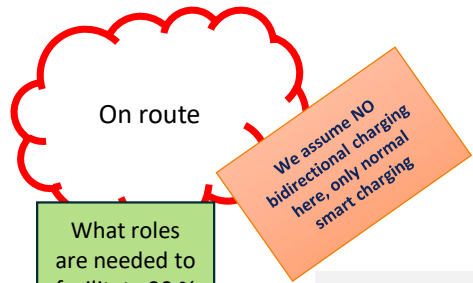 On route
We assume NO
bidirectional charging
here, only normal
smart charging
What roles
are needed to